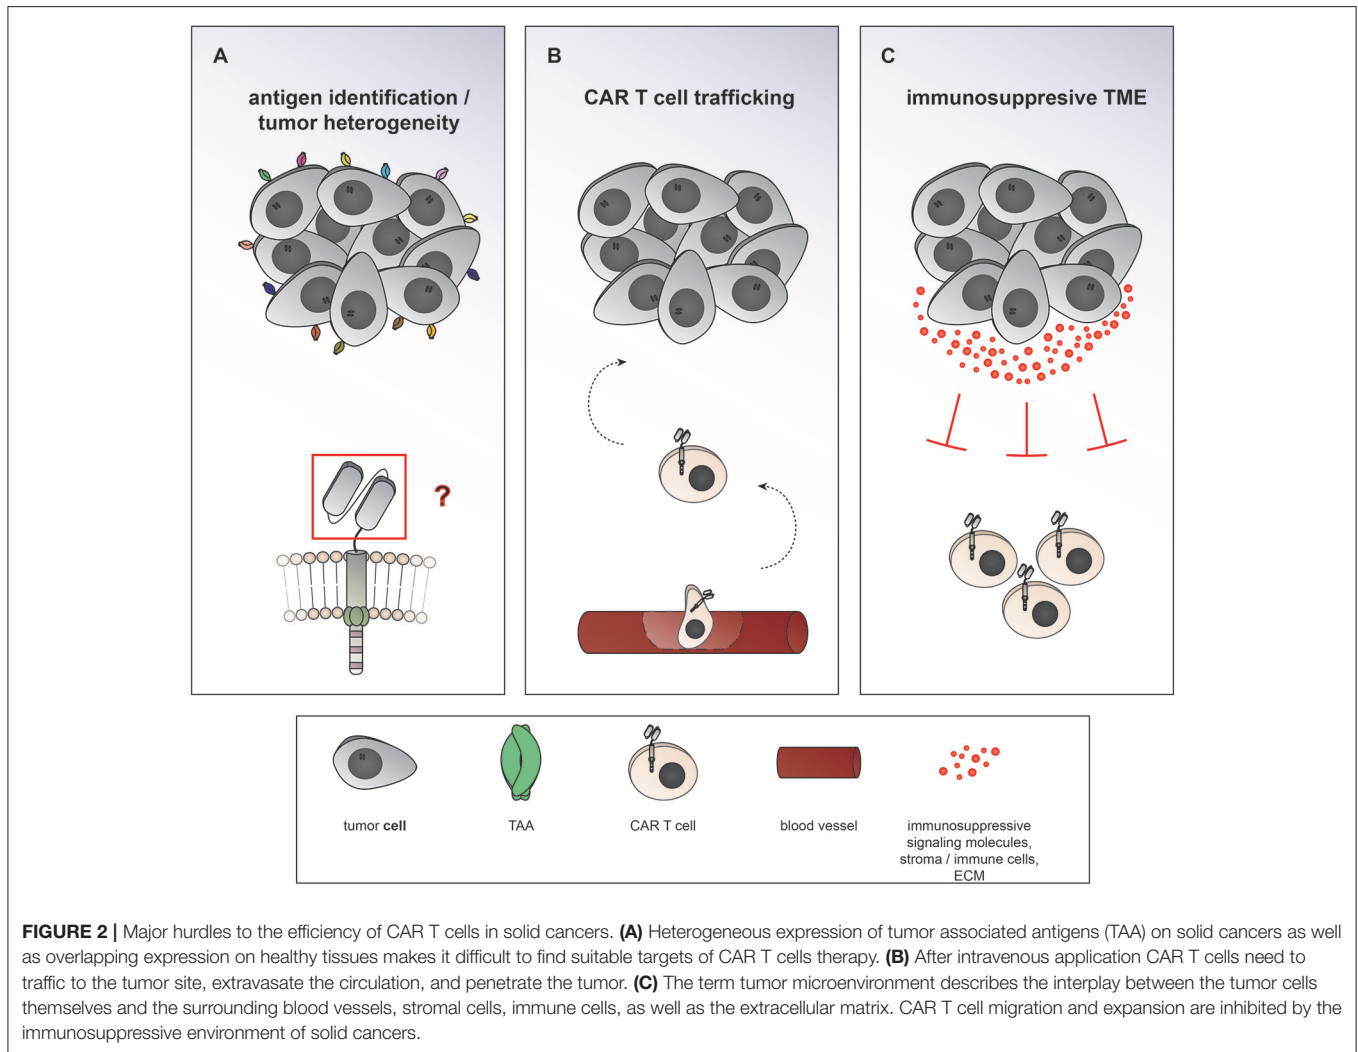 A
antigen identification /
tumor heterogeneity
?
B
CAR T cell trafficking
C
immunosuppresive TME
tumor cell
TAA
CAR T cell
blood vessel
immunosuppressive
signaling molecules,
stroma / immune cells,
ECM
FIGURE 2 | Major hurdles to the efficiency of CAR T cells in solid cancers. (A) Heterogeneous expression of tumor associated antigens (TAA) on solid cancers as well
as overlapping expression on healthy tissues makes it difficult to find suitable targets of CAR T cells therapy. (B) After intravenous application CAR T cells need to
traffic to the tumor site, extravasate the circulation, and penetrate the tumor. (C) The term tumor microenvironment describes the interplay between the tumor cells
themselves and the surrounding blood vessels, stromal cells, immune cells, as well as the extracellular matrix. CAR T cell migration and expansion are inhibited by the
immunosuppressive environment of solid cancers.